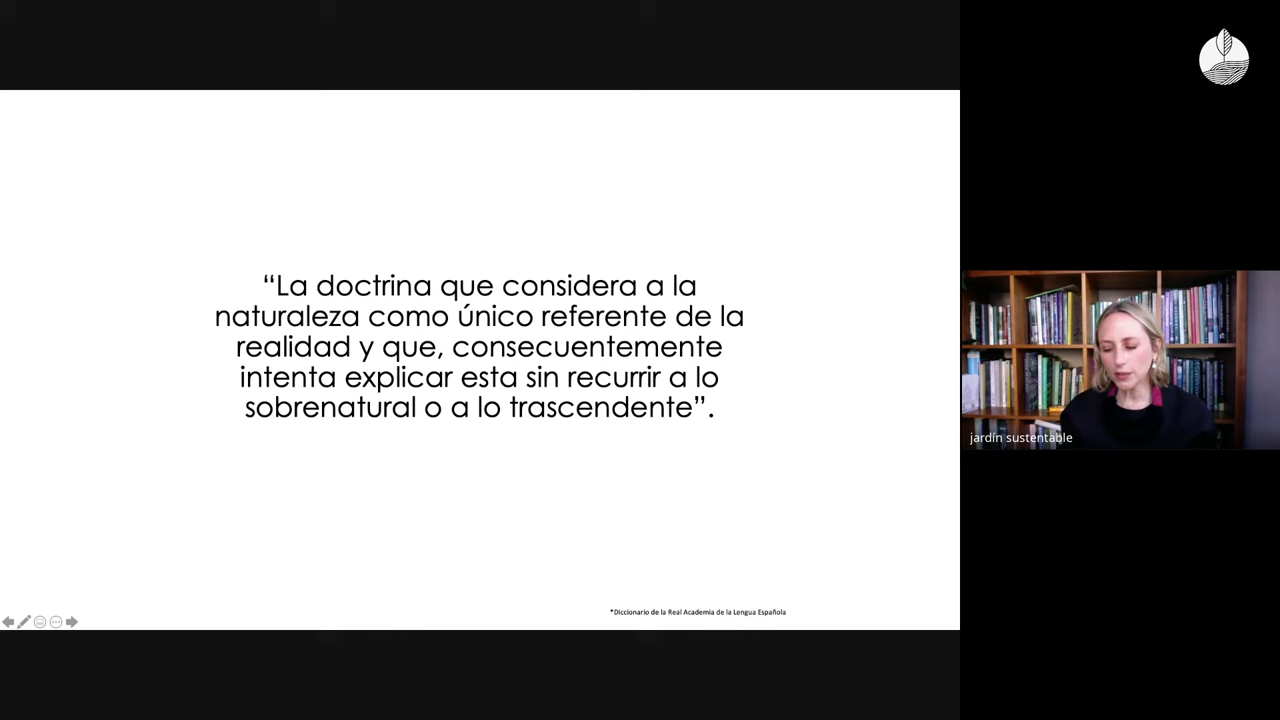 “La doctrina que considera a la
naturaleza como único referente de la
realidad y que, consecuentemente
intenta explicar esta sin recurrir a lo
sobrenatural o a lo trascendente”.
*Diccionario de la Real Academia de la Lengua Española
jardín sustentable